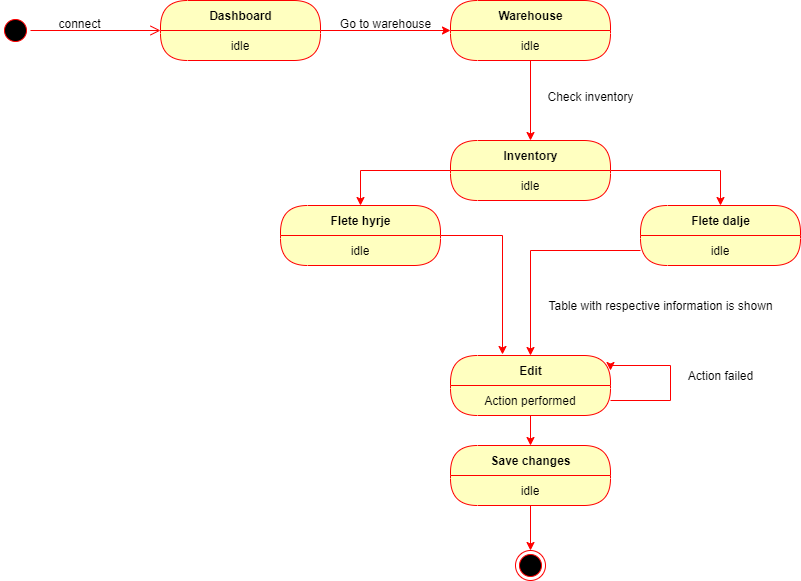 connect
Dashboard
idle
Go to warehouse
Warehouse
idle
Check inventory
Inventory
idle
Flete hyrje
idle
Flete dalje
idle
Table with respective information is shown
Edit
Action performed
Action failed
Save changes
idle